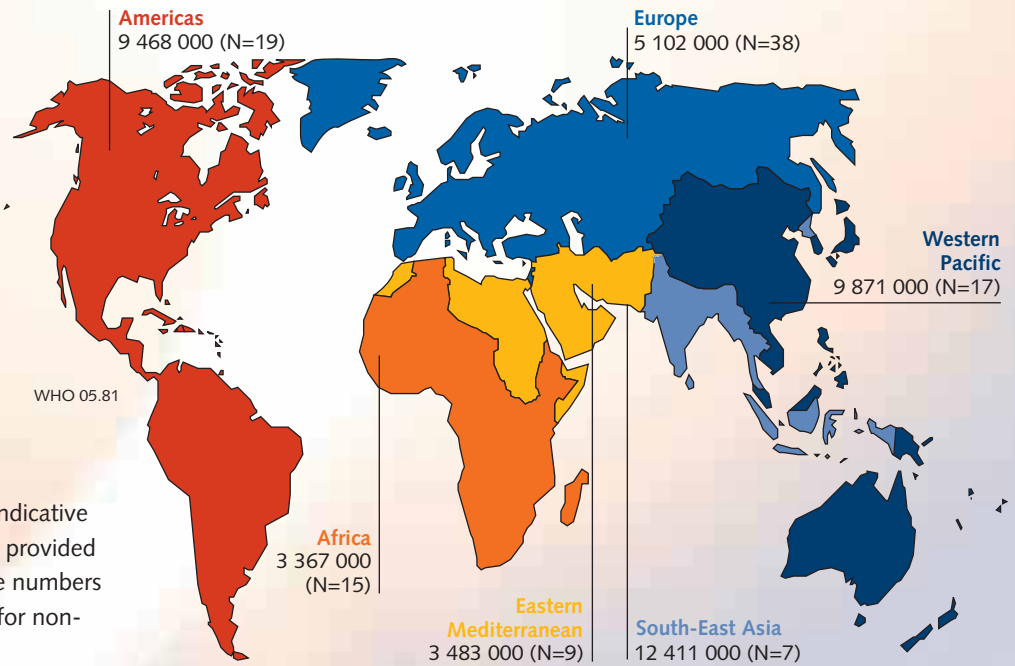 Americas
9 468 000 (N=19)
Europe
5 102 000 (N=38)
Western
Pacific
9 871 000 (N=17)
WHO 05.81
ndicative
provided
e numbers
for non-
Africa
3 367 000
(N=15)
Eastern
Mediterranean
3 483 000 (N=9)
South-East Asia
12 411 000 (N=7)